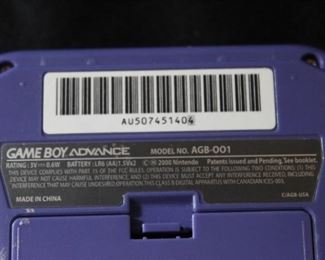 AU507451404
GAME BOY ADVANCE MODEL NO. AGB-001
RATING : 3V⎓ 0.6W BATTERY : LR6 (AA)1.5Vx2 ©® 2000 Nintendo Patents issued and Pending, See booklet.
THIS DEVICE COMPLIES WITH PART 15 OF THE FCC RULES. OPERATION IS SUBJECT TO THE FOLLOWING TWO CONDITIONS: (1) THIS
DEVICE MAY NOT CAUSE HARMFUL INTERFERENCE, AND (2) THIS DEVICE MUST ACCEPT ANY INTERFERENCE RECEIVED, INCLUDING
INTERFERENCE THAT MAY CAUSE UNDESIRED OPERATION. THIS CLASS B DIGITAL APPARATUS WITH CANADIAN ICES-003.
MADE IN CHINA C/AGB-USA